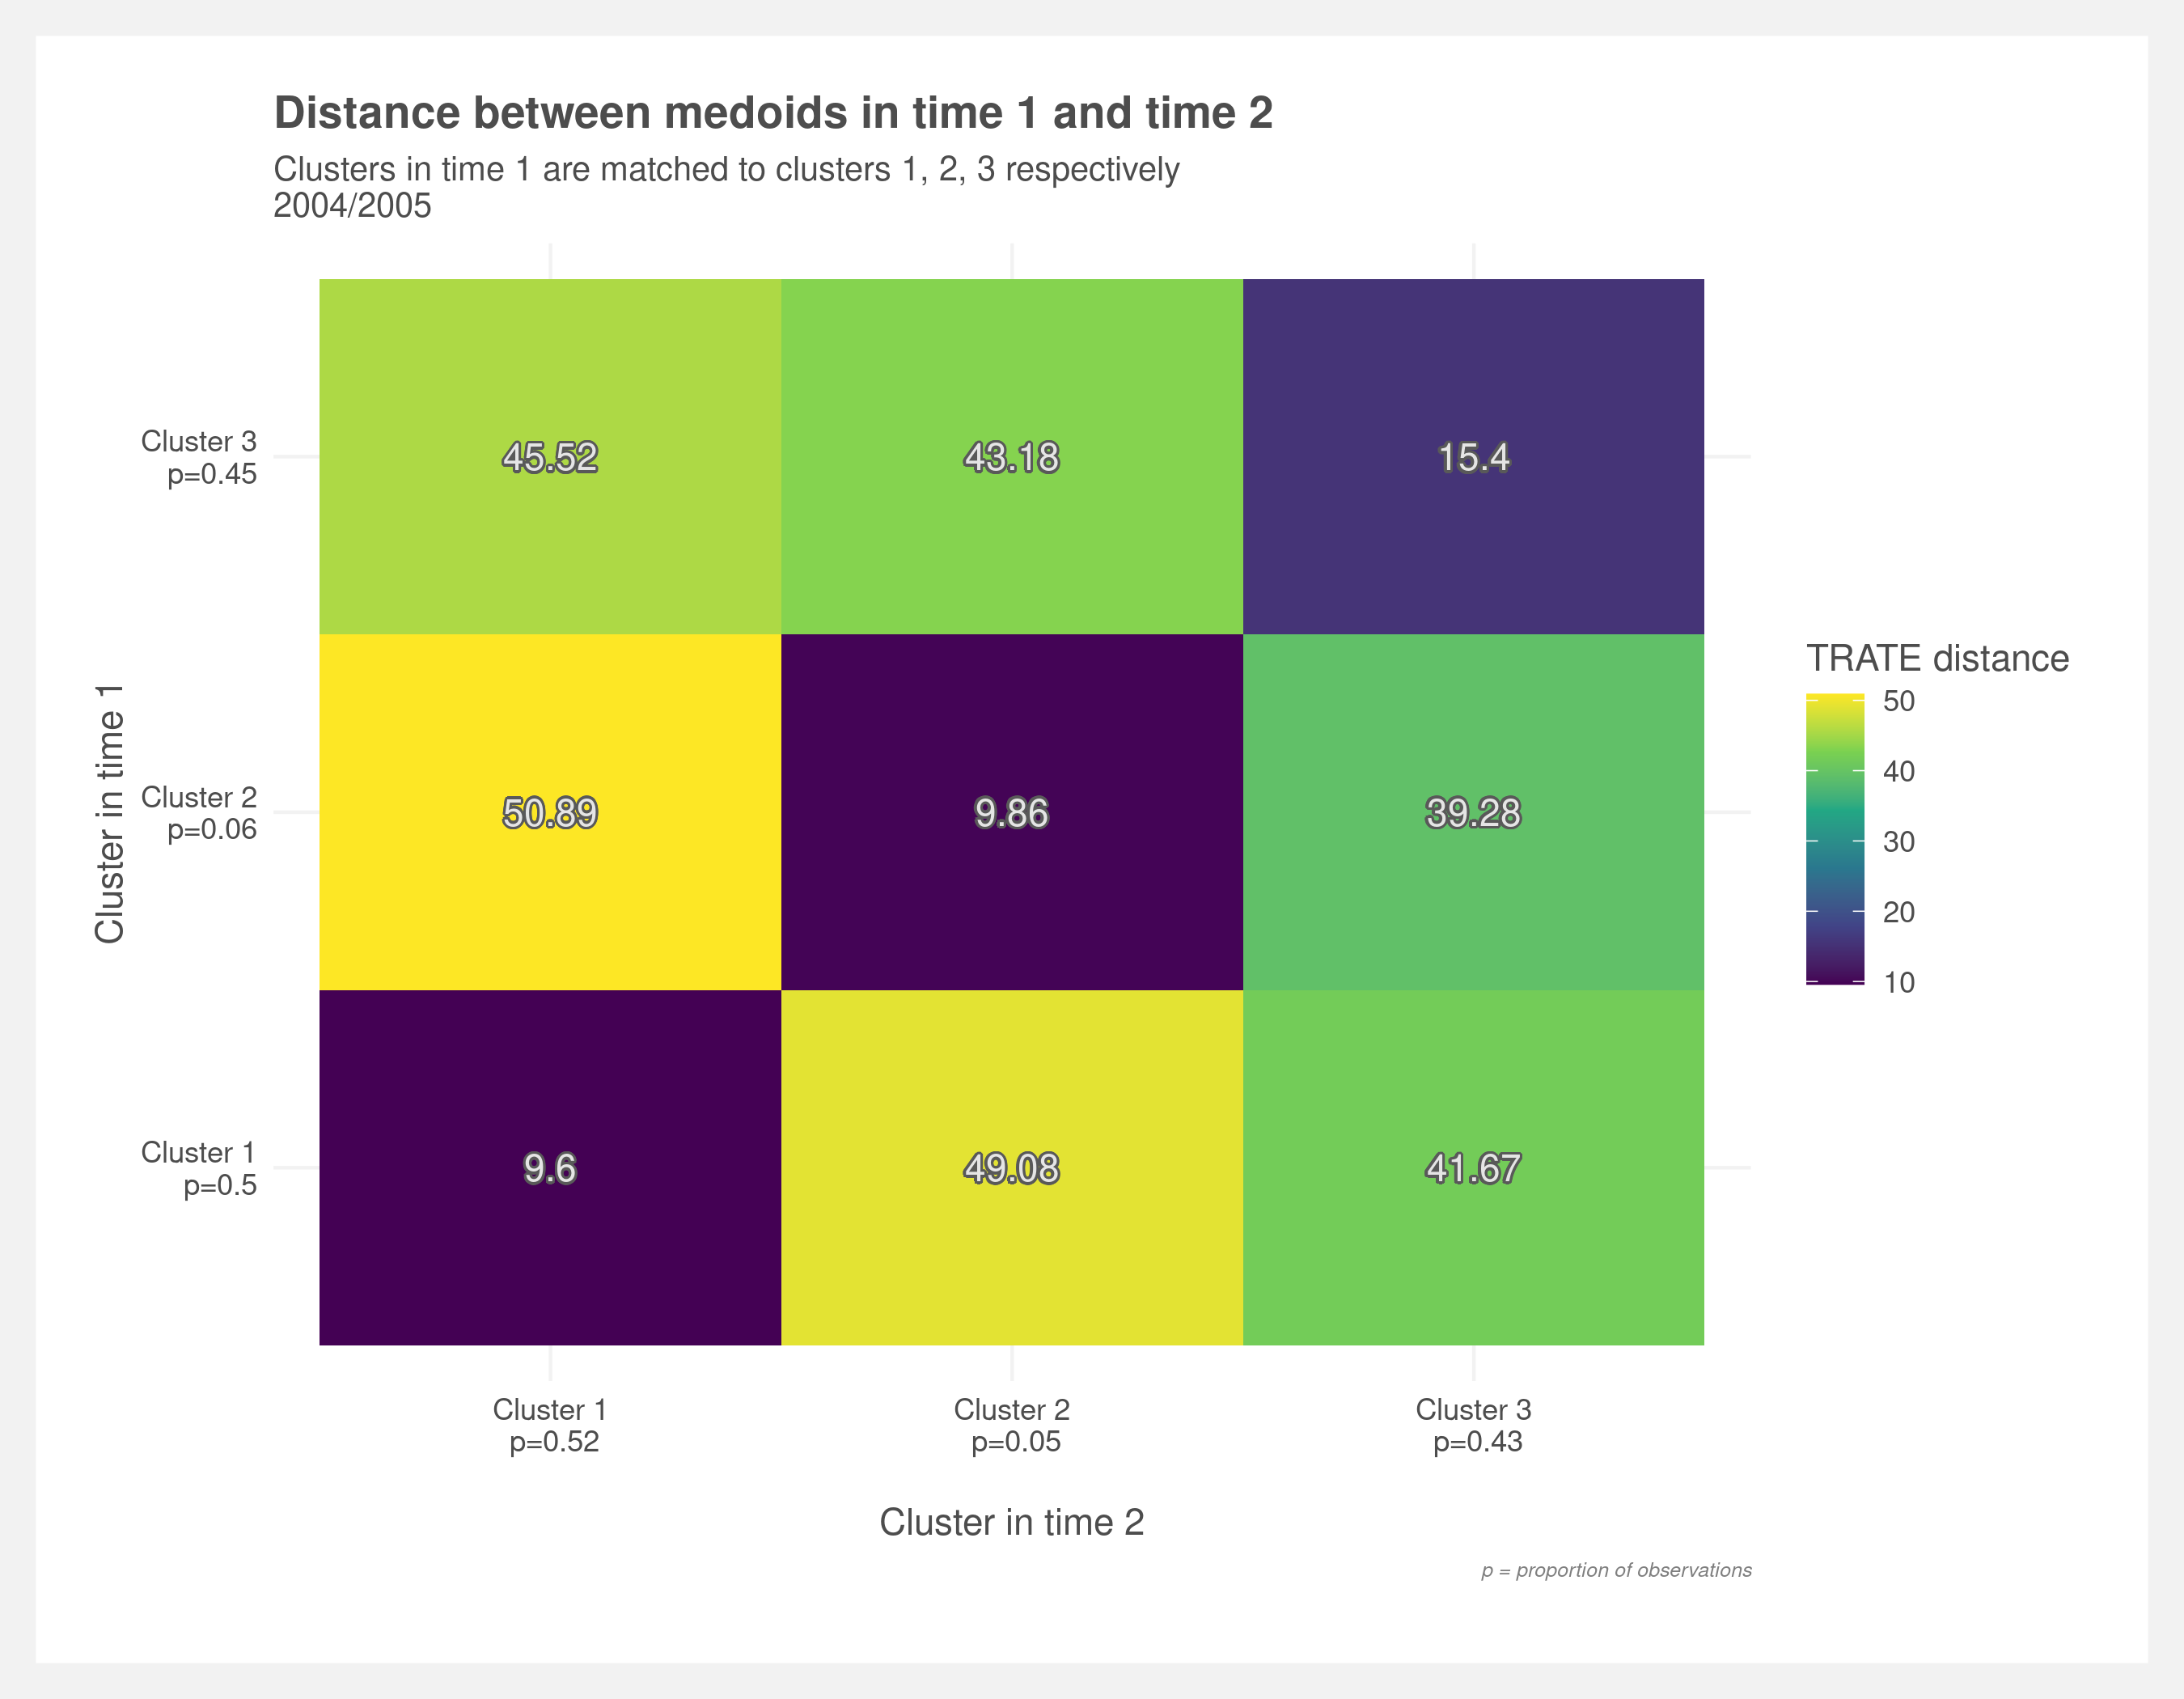 Distance between medoids in time 1 and time 2
Clusters in time 1 are matched to clusters 1, 2, 3 respectively
2004/2005
Cluster in time 1
Cluster 3
p=0.45
45.52
43.18
15.4
Cluster 2
p=0.06
50.89
9.86
39.28
Cluster 1
p=0.5
9.6
49.08
41.67
Cluster 1
p=0.52
Cluster 2
p=0.05
Cluster 3
p=0.43
Cluster in time 2
TRATE distance
50
40
30
20
10
p = proportion of observations